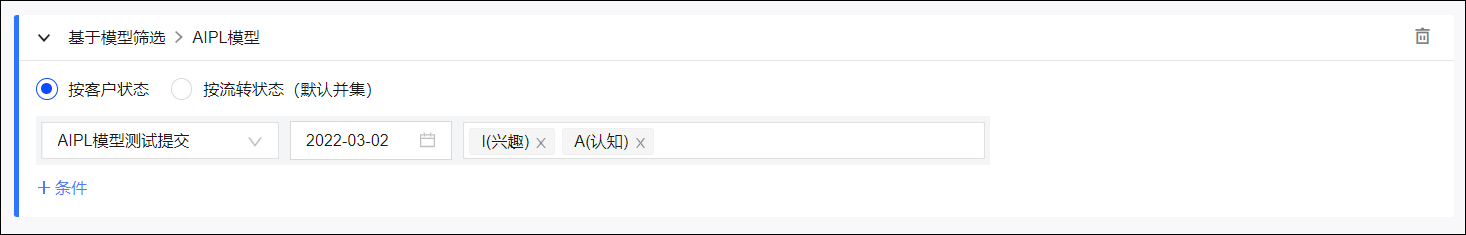 基于模型筛选 > AIPL模型
按客户状态 按流转状态（默认并集）
AIPL模型测试提交 2022-03-02 I(兴趣) x A(认知) x
+ 条件